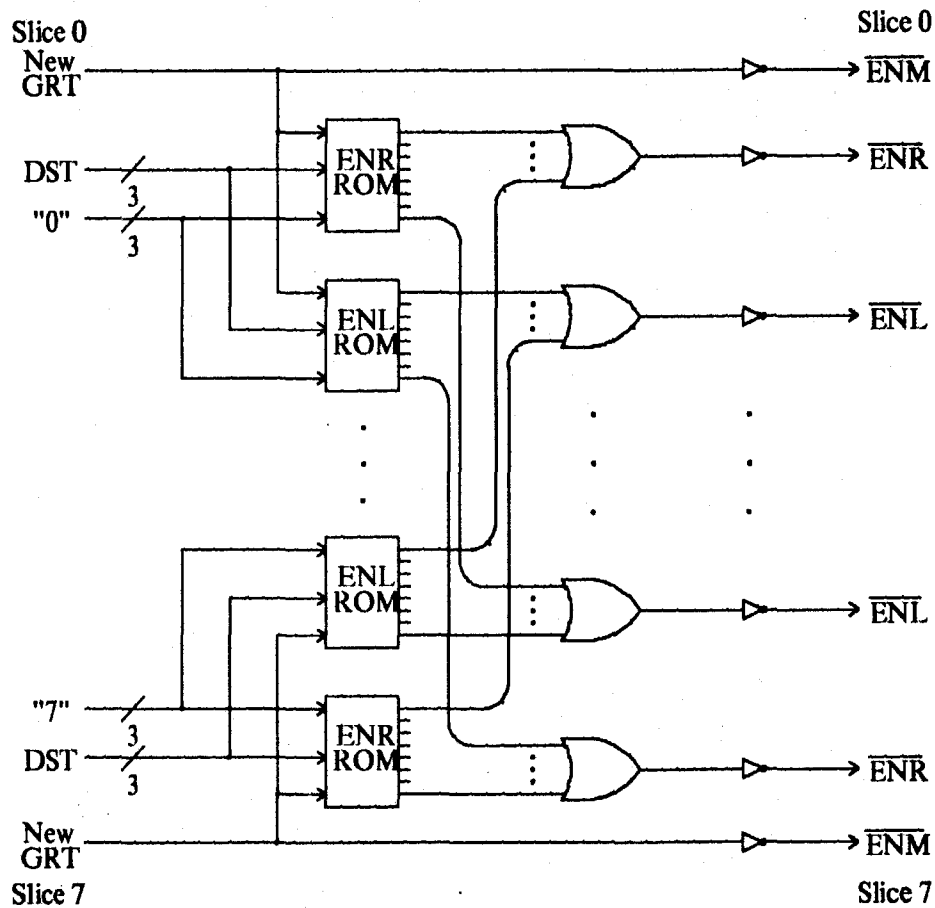 Slice 0
Slice 0
New
GRT
ENM
ENR
ROM
ENR
DST
3
"0"
3
ENL
ROM
ENL
ENL
ROM
ENL
"7"
3
ENR
ROM
DST
3
ENR
New
GRT
ENM
Slice 7
Slice 7